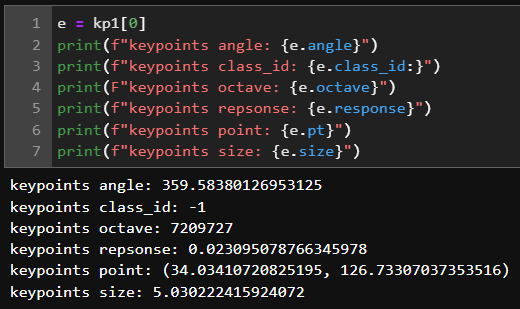 1 e = kp1[0]
2 print(f"keypoints angle: {e.angle}")
3 print(f"keypoints class_id: {e.class_id:}")
4 print(F"keypoints octave: {e.octave}")
5 print(f"keypoints repsonse: {e.response}")
6 print(f"keypoints point: {e.pt}")
7 print(f"keypoints size: {e.size}")
keypoints angle: 359.58380126953125
keypoints class_id: -1
keypoints octave: 7209727
keypoints repsonse: 0.023095078766345978
keypoints point: (34.03410720825195, 126.73307037353516)
keypoints size: 5.030222415924072